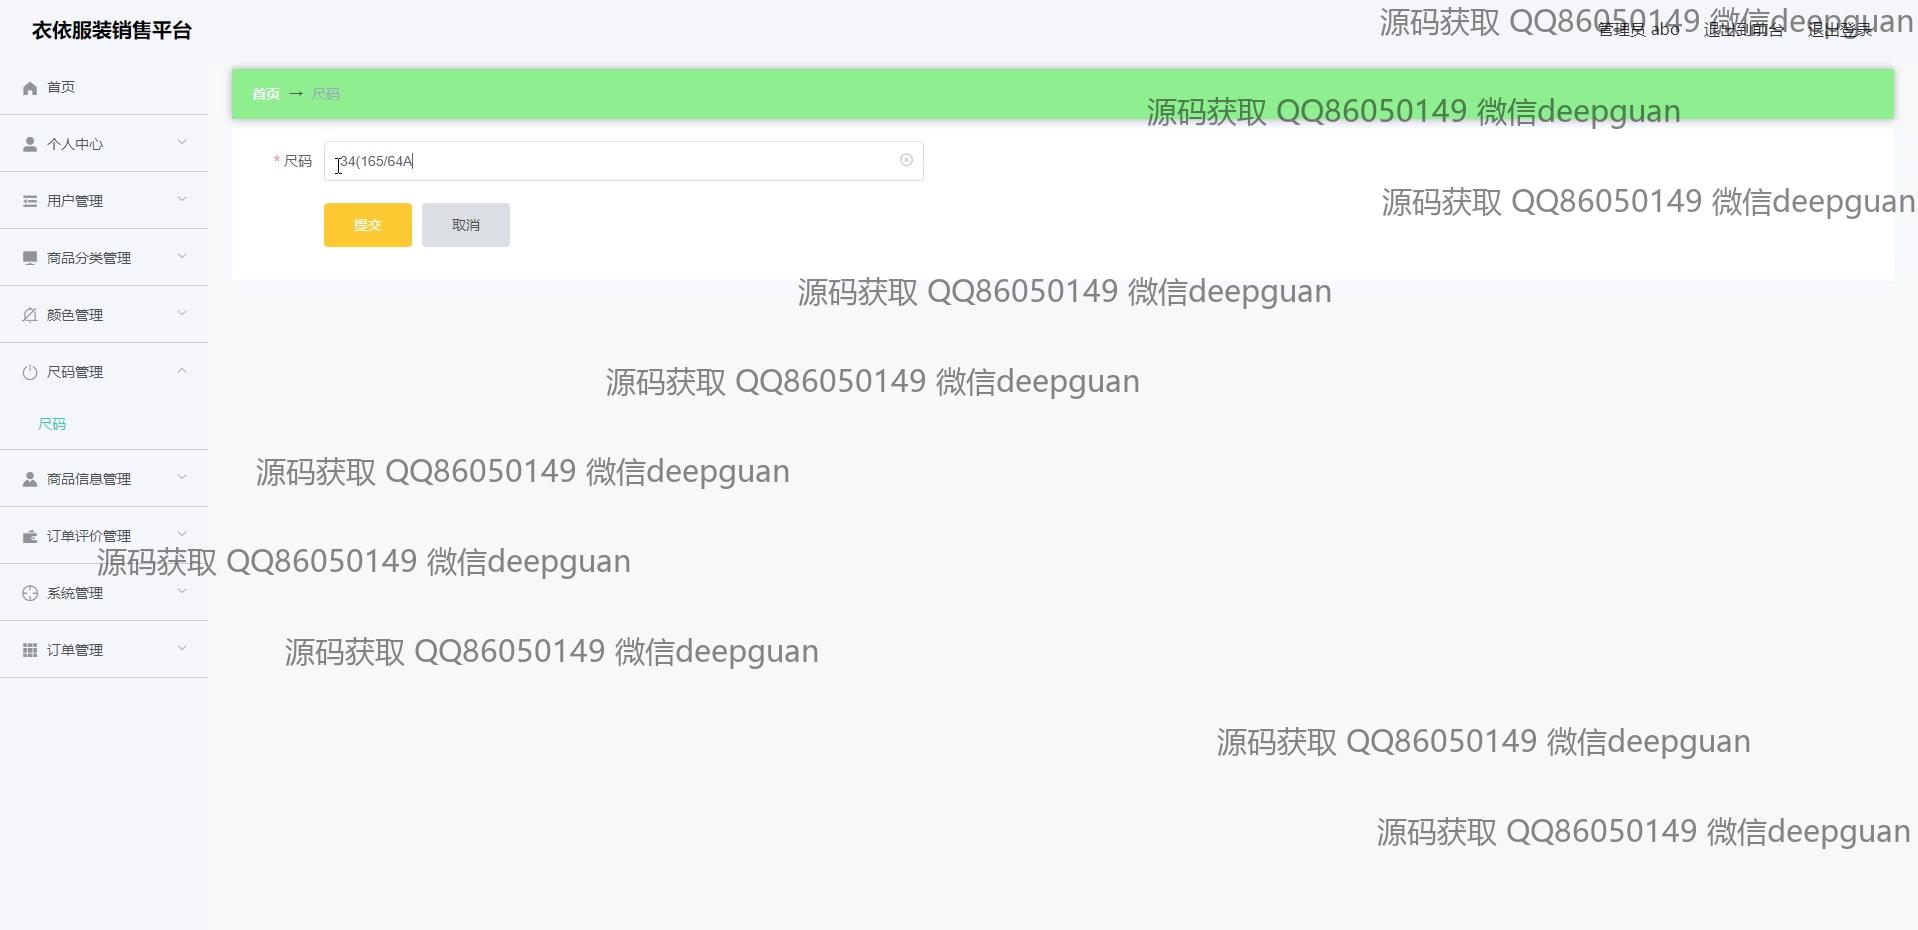 衣依服装销售平台
源码获取 QQ86050149 微信deepguan
管理员 abo 退出到前台 退出登录
首页
首页 → 尺码
源码获取 QQ86050149 微信deepguan
个人中心
* 尺码 34(165/64A
用户管理
源码获取 QQ86050149 微信deepguan
提交 取消
商品分类管理
源码获取 QQ86050149 微信deepguan
颜色管理
尺码管理
源码获取 QQ86050149 微信deepguan
尺码
商品信息管理
源码获取 QQ86050149 微信deepguan
订单评价管理
源码获取 QQ86050149 微信deepguan
系统管理
订单管理
源码获取 QQ86050149 微信deepguan
源码获取 QQ86050149 微信deepguan
源码获取 QQ86050149 微信deepguan